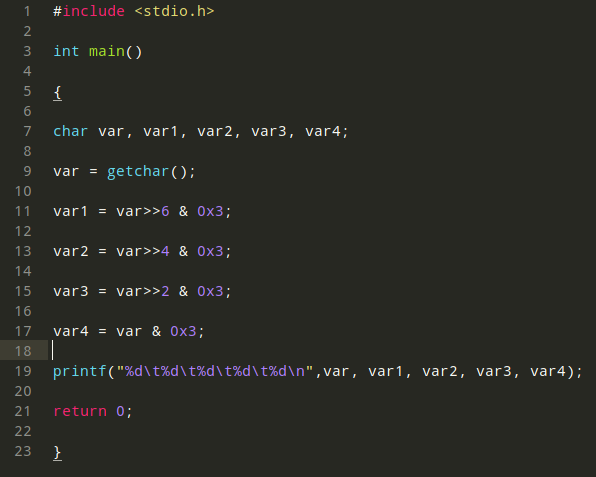 1 #include <stdio.h>
2
3 int main()
4
5 {
6
7 char var, var1, var2, var3, var4;
8
9 var = getchar();
10
11 var1 = var>>6 & 0x3;
12
13 var2 = var>>4 & 0x3;
14
15 var3 = var>>2 & 0x3;
16
17 var4 = var & 0x3;
18
19 printf("%d\t%d\t%d\t%d\t%d\n",var, var1, var2, var3, var4);
20
21 return 0;
22
23 }